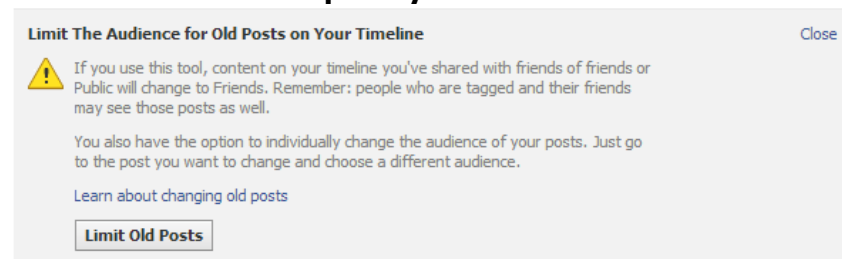 Limit The Audience for Old Posts on Your Timeline
Close
If you use this tool, content on your timeline you've shared with friends of friends or
Public will change to Friends. Remember: people who are tagged and their friends
may see those posts as well.
You also have the option to individually change the audience of your posts. Just go
to the post you want to change and choose a different audience.
Learn about changing old posts
Limit Old Posts